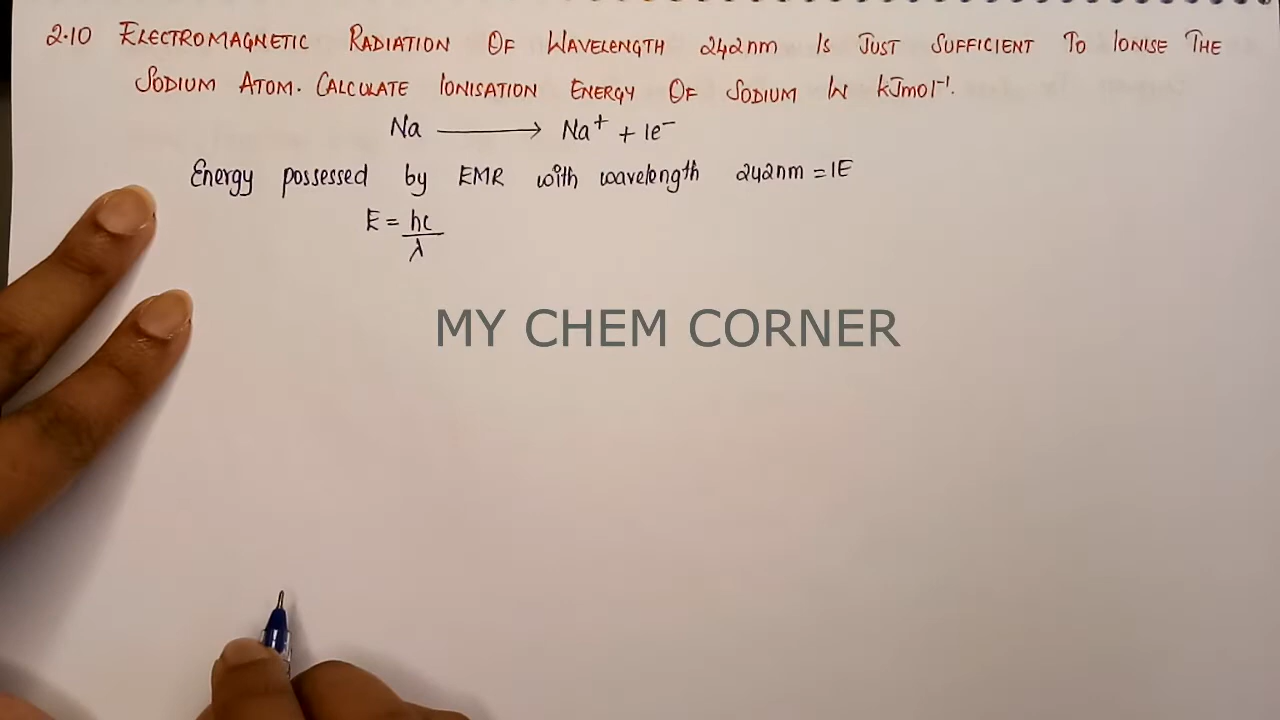 2.10 ELECTROMAGNETIC RADIATION OF WAVELENGTH 242nm IS JUST SUFFICIENT TO IONISE THE
SODIUM ATOM. CALCULATE IONISATION ENERGY OF SODIUM IN kJmol⁻¹.
Na ⟶ Na⁺ + 1e⁻
Energy possessed by EMR with wavelength 242nm = IE
E = hc
λ
MY CHEM CORNER